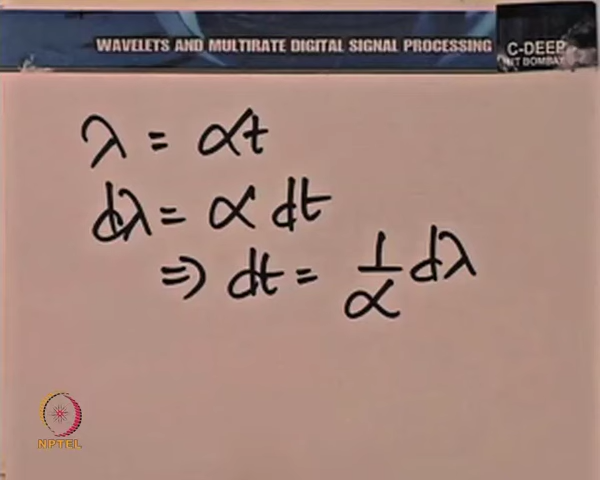 WAVELETS AND MULTIRATE DIGITAL SIGNAL PROCESSING
C-DEEP
IIT BOMBAY
λ = αt
dλ = α dt
⇒ dt = 1/α dλ
NPTEL